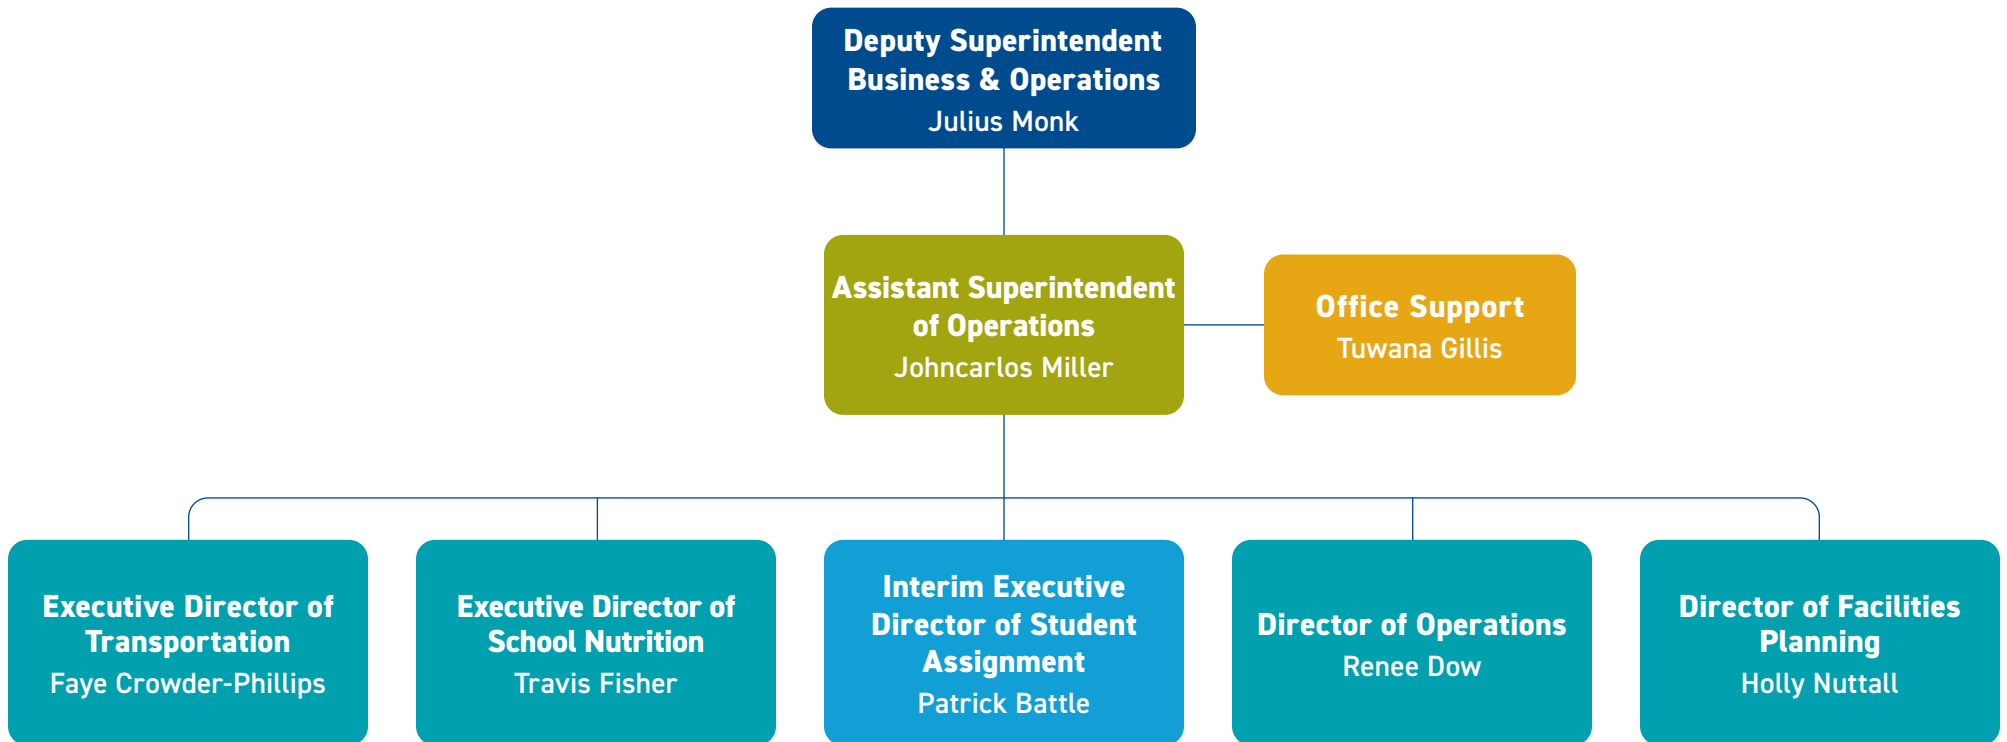 Deputy Superintendent
Business & Operations
Julius Monk
Assistant Superintendent
of Operations
Johncarlos Miller
Office Support
Tuwana Gillis
Executive Director of
Transportation
Faye Crowder-Phillips
Executive Director of
School Nutrition
Travis Fisher
Interim Executive
Director of Student
Assignment
Patrick Battle
Director of Operations
Renee Dow
Director of Facilities
Planning
Holly Nuttall